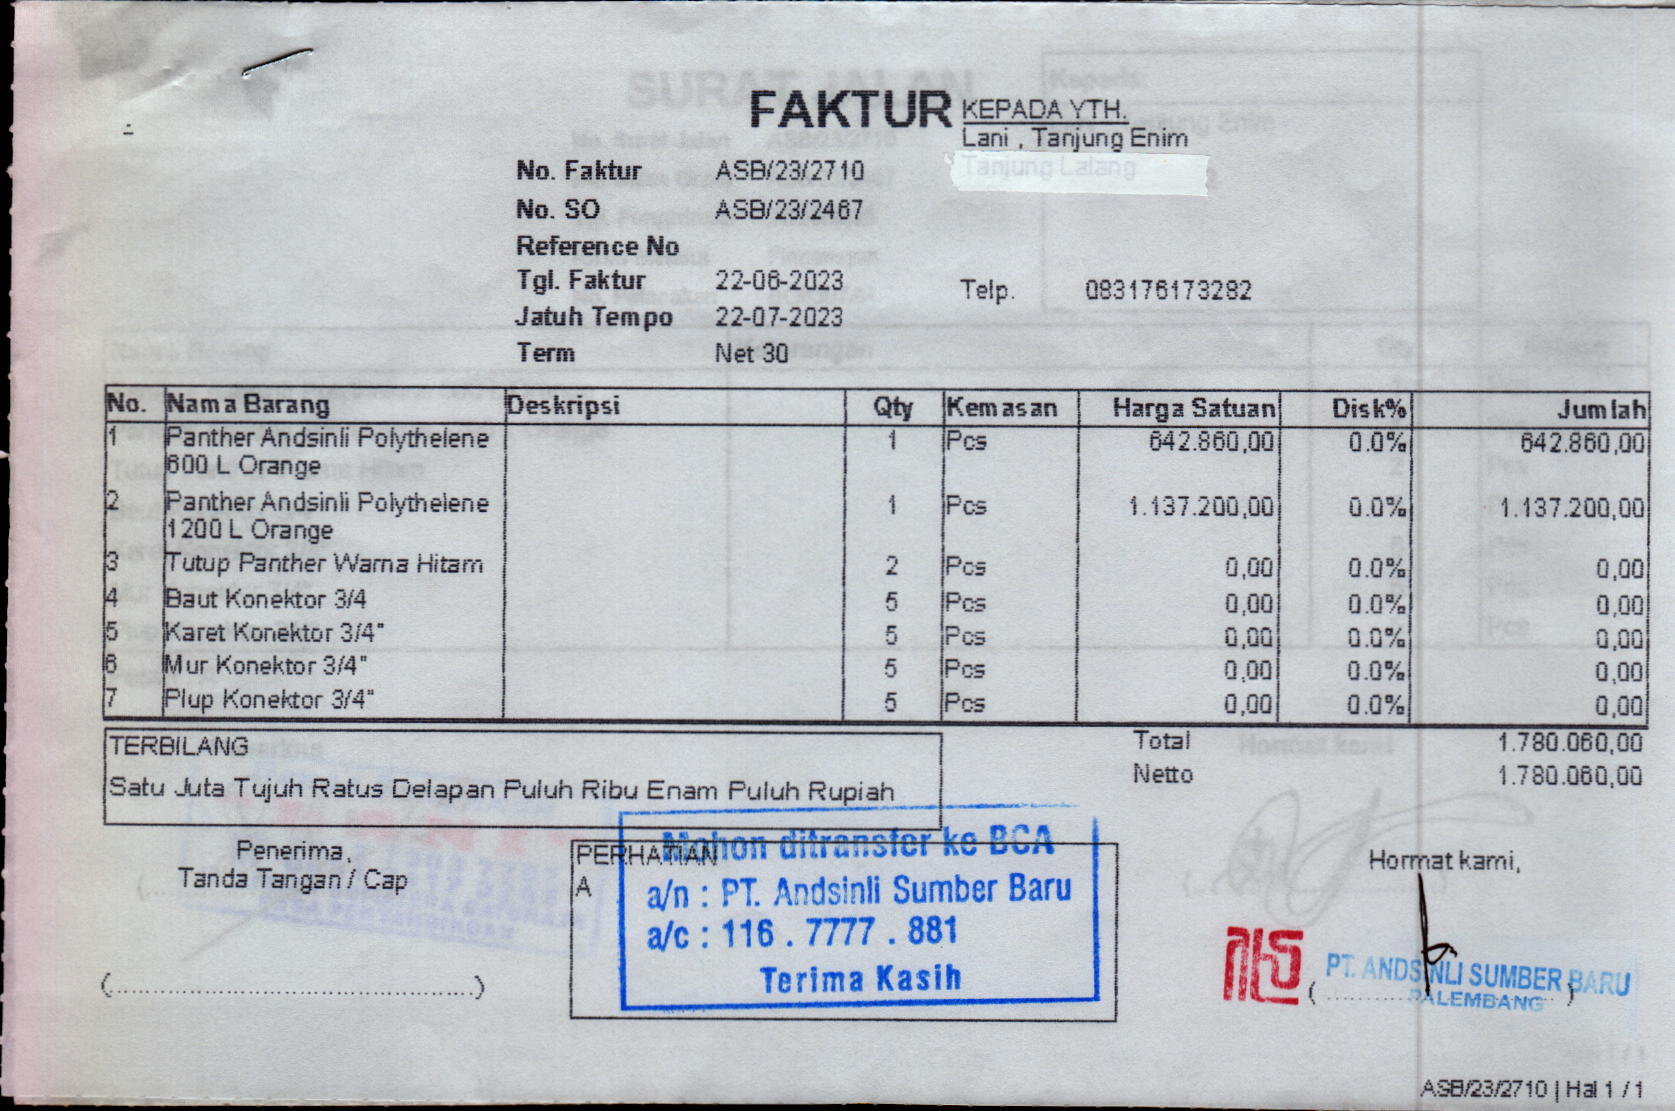 FAKTUR
KEPADA YTH.
Lani , Tanjung Enim
Tanjung Lalang
No. Faktur ASB/23/2710
No. SO ASB/23/2467
Reference No
Tgl. Faktur 22-06-2023
Telp. 083176173282
Jatuh Tempo 22-07-2023
Term Net 30
No. Nama Barang Deskripsi Qty Kemasan Harga Satuan Disk% Jumlah
1 Panther Andsinli Polythelene 1 Pcs 642.860,00 0.0% 642.860,00
600 L Orange
2 Panther Andsinli Polythelene 1 Pcs 1.137.200,00 0.0% 1.137.200,00
1200 L Orange
3 Tutup Panther Warna Hitam 2 Pcs 0,00 0.0% 0,00
4 Baut Konektor 3/4 5 Pcs 0,00 0.0% 0,00
5 Karet Konektor 3/4" 5 Pcs 0,00 0.0% 0,00
6 Mur Konektor 3/4" 5 Pcs 0,00 0.0% 0,00
7 Plup Konektor 3/4" 5 Pcs 0,00 0.0% 0,00
TERBILANG
Satu Juta Tujuh Ratus Delapan Puluh Ribu Enam Puluh Rupiah
Total 1.780.060,00
Netto 1.780.060,00
Penerima,
Tanda Tangan / Cap
(..........................................)
PERHATIAN
A
Mohon ditransfer ke BCA
a/n : PT. Andsinli Sumber Baru
a/c : 116 . 7777 . 881
Terima Kasih
Hormat kami,
PT. ANDSINLI SUMBER BARU
PALEMBANG
ASB/23/2710 | Hal 1 / 1